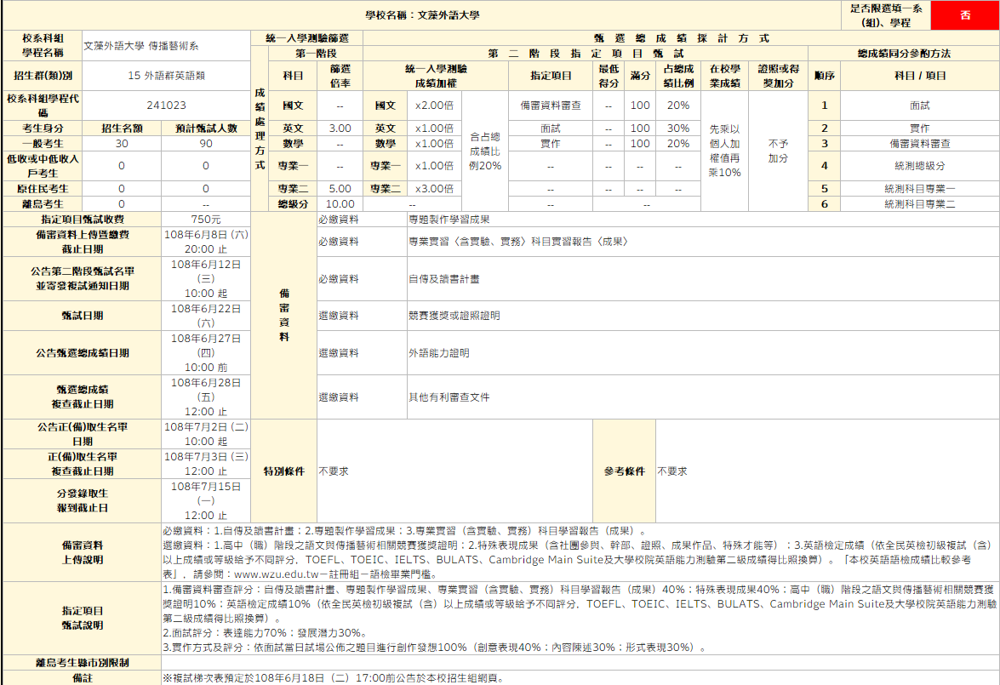 學校名稱：文藻外語大學
是否限選填一系
(組)、學程
否
校系科組
學程名稱
文藻外語大學 傳播藝術系
統一入學測驗篩選
甄 選 總 成 績 採 計 方 式
第一階段
第 二 階 段 指 定 項 目 甄 試
總成績同分參酌方法
招生群(類)別
15 外語群英語類
成績處理方式
科目
篩選
倍率
統一入學測驗
成績加權
指定項目
最低
得分
滿分
占總成
績比例
在校學
業成績
證照或得
獎加分
順序
科目 / 項目
校系科組學程代
碼
241023
國文
--
國文
x2.00倍
合占總
成績比
例20%
備審資料審查
--
100
20%
先乘以
個人加
權值再
乘10%
不予
加分
1
面試
考生身分
招生名額
預計甄試人數
英文
3.00
英文
x1.00倍
面試
--
100
30%
2
實作
一般考生
30
90
數學
--
數學
x1.00倍
實作
--
100
20%
3
備審資料審查
低收或中低收入
戶考生
0
0
專業一
--
專業一
x1.00倍
--
--
--
--
4
統測總級分
原住民考生
0
0
專業二
5.00
專業二
x3.00倍
--
--
--
--
5
統測科目專業一
離島考生
0
--
總級分
10.00
--
--
--
6
統測科目專業二
指定項目甄試收費
750元
備審資料
必繳資料
專題製作學習成果
備審資料上傳暨繳費
截止日期
108年6月8日 (六)
20:00 止
必繳資料
專業實習〈含實驗、實務〉科目實習報告〈成果〉
公告第二階段甄試名單
並寄發複試通知日期
108年6月12日
(三)
10:00 起
必繳資料
自傳及讀書計畫
甄試日期
108年6月22日
(六)
選繳資料
競賽獲獎或證照證明
公告甄選總成績日期
108年6月27日
(四)
10:00 前
選繳資料
外語能力證明
甄選總成績
複查截止日期
108年6月28日
(五)
12:00 止
選繳資料
其他有利審查文件
公告正(備)取生名單
日期
108年7月2日 (二)
10:00 起
特別條件
不要求
參考條件
不要求
正(備)取生名單
複查截止日期
108年7月3日 (三)
12:00 止
分發錄取生
報到截止日
108年7月15日
(一)
12:00 止
備審資料
上傳說明
必繳資料：1.自傳及讀書計畫；2.專題製作學習成果；3.專業實習（含實驗、實務）科目實習報告（成果）。
選繳資料：1.高中（職）階段之語文與傳播藝術相關競賽獲獎證明；2.特殊表現成果（含社團參與、幹部、證照、成果作品、特殊才能等）；3.英語檢定成績（依全民英檢初級複試（含）
以上成績或等級給予不同評分，TOEFL、TOEIC、IELTS、BULATS、Cambridge Main Suite及大學校院英語能力測驗第二級成績得比照換算）。「本校英語語檢成績比較參考
表」，請參閱：www.wzu.edu.tw－註冊組－語檢畢業門檻。
指定項目
甄試說明
1.備審資料審查評分：自傳及讀書計畫、專題製作學習成果、專業實習（含實驗、實務）科目學習報告（成果）40%；特殊表現成果40%；高中（職）階段之語文與傳播藝術相關競賽獲
獎證明10%；英語檢定成績10%（依全民英檢初級複試（含）以上成績或等級給予不同評分，TOEFL、TOEIC、IELTS、BULATS、Cambridge Main Suite及大學校院英語能力測驗
第二級成績得比照換算）。
2.面試評分：表達能力70%；發展潛力30%。
3.實作方式及評分：依面試當日試場公佈之題目進行創作發想100%（創意表現40%；內容陳述30%；形式表現30%）。
離島考生縣市別限制
備註
※複試梯次表預定於108年6月18日（二）17:00前公告於本校招生組網頁。